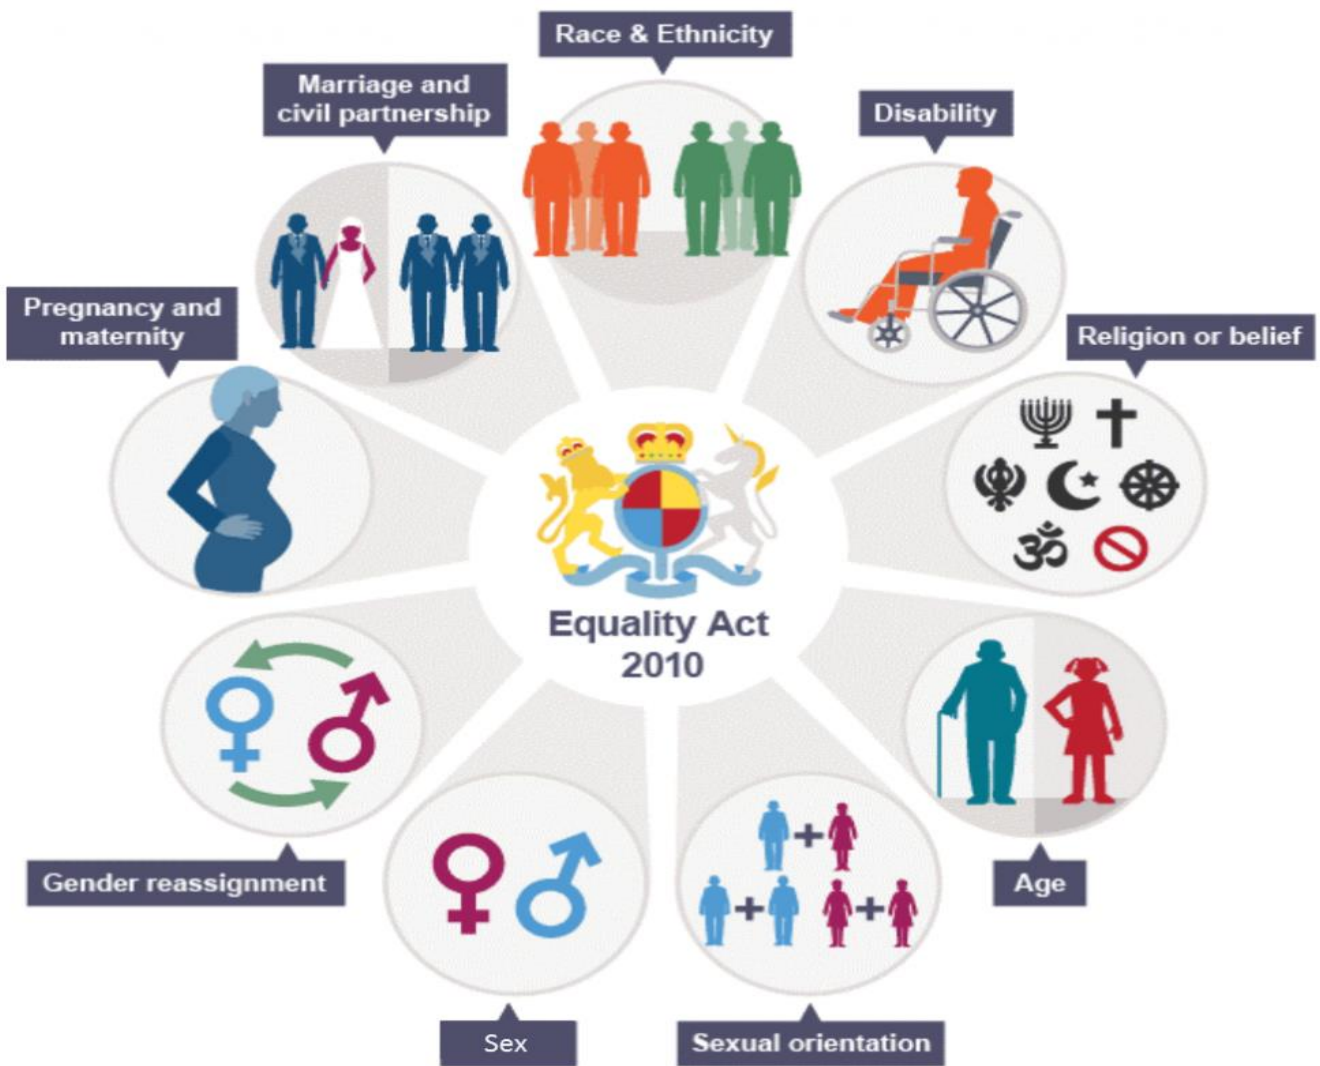 Race & Ethnicity
Marriage and
civil partnership
Disability
Pregnancy and
maternity
Religion or belief
Equality Act
2010
Gender reassignment
Age
Sex
Sexual orientation